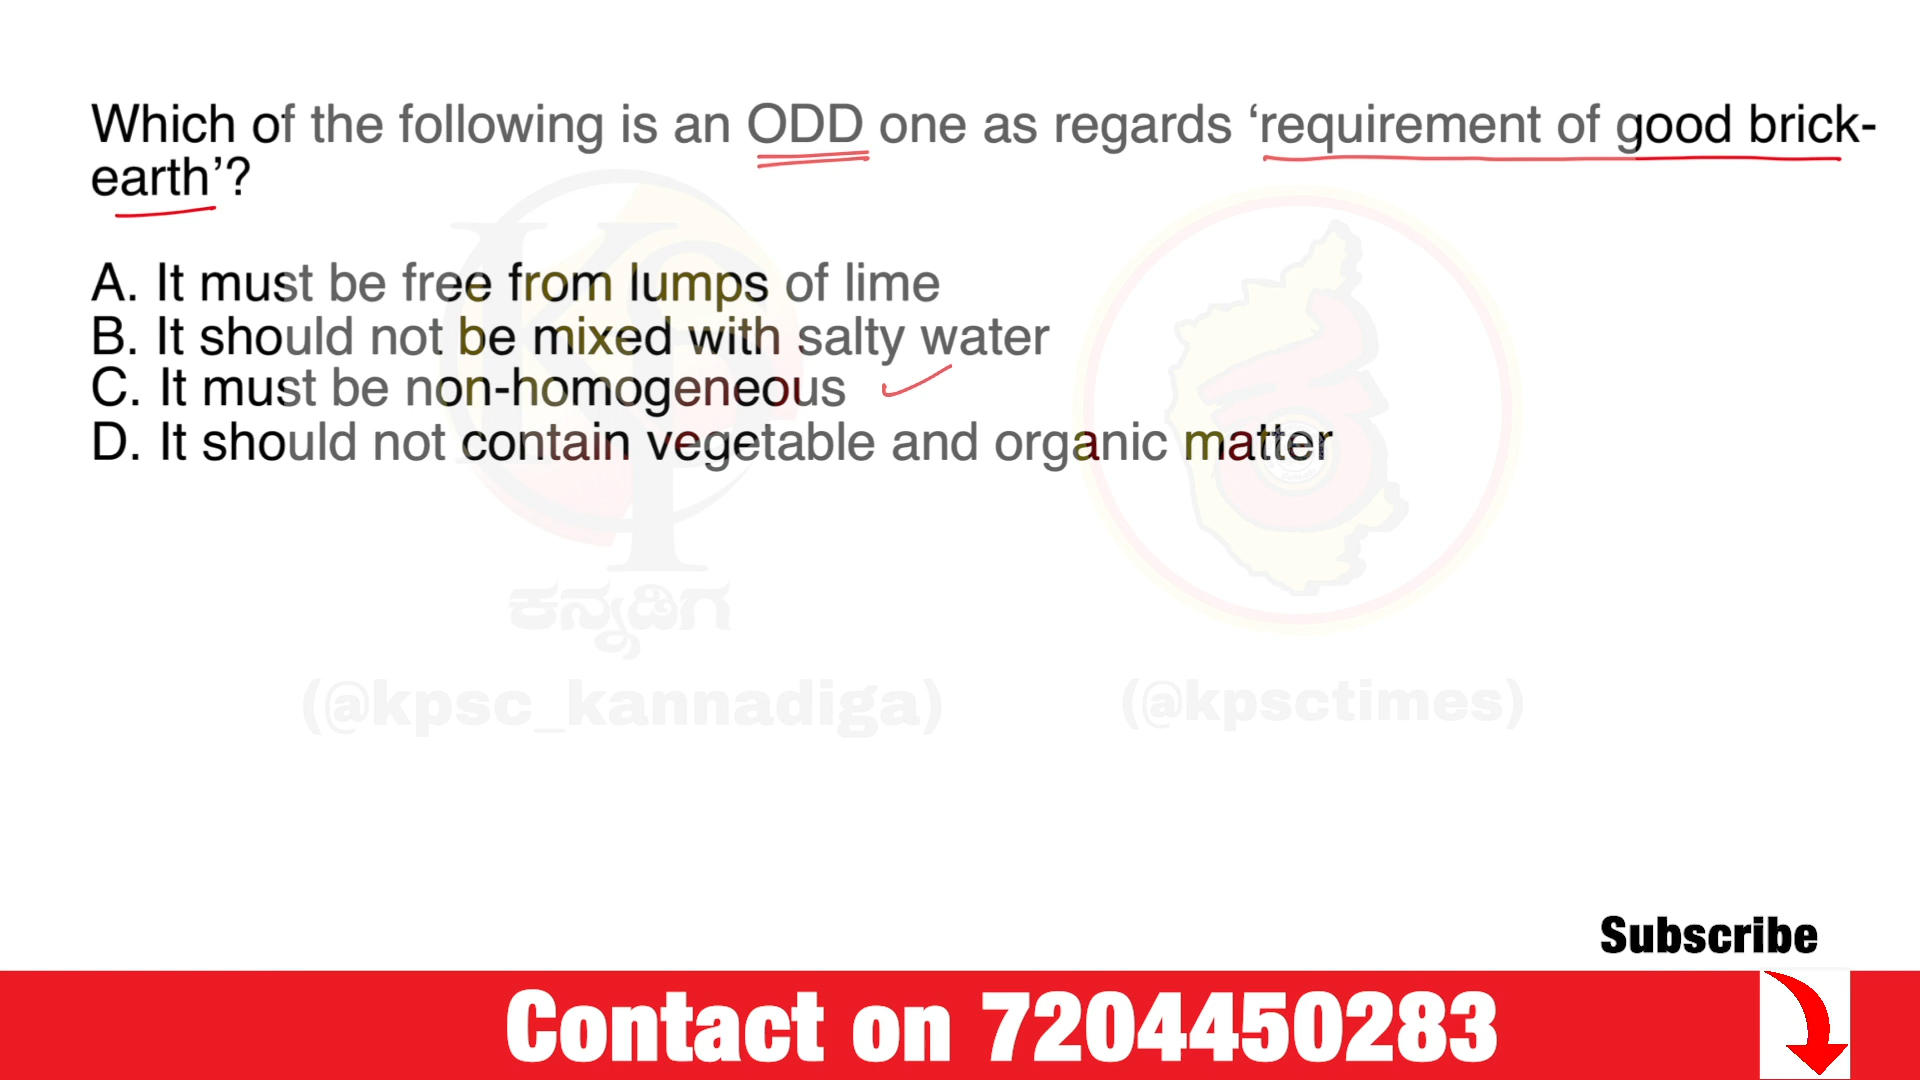 Which of the following is an ODD one as regards ‘requirement of good brick-
earth’?
A. It must be free from lumps of lime
B. It should not be mixed with salty water
C. It must be non-homogeneous
D. It should not contain vegetable and organic matter
KP
ಕನ್ನಡಿಗ
(@kpsc_kannadiga)
(@kpsctimes)
Subscribe
Contact on 7204450283